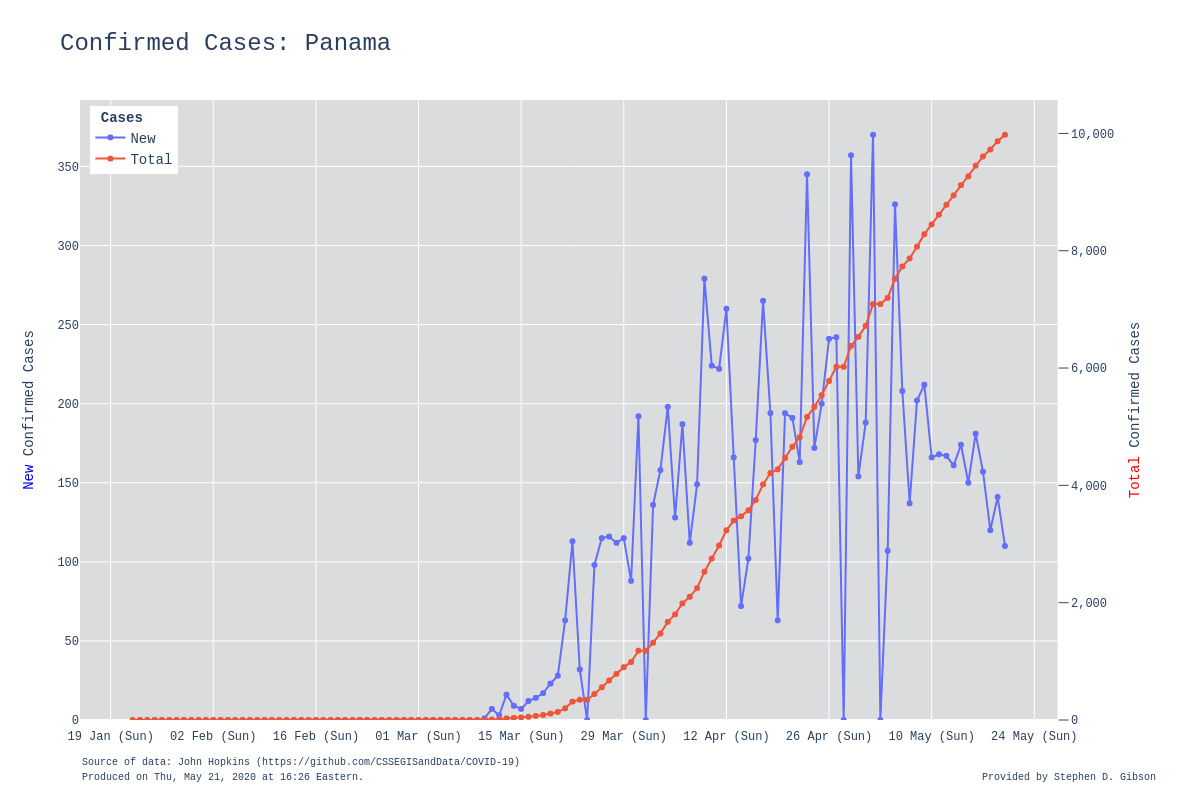 Confirmed Cases: Panama
Cases
New
Total
350
300
250
200
150
100
50
0
10,000
8,000
6,000
4,000
2,000
0
New Confirmed Cases
Total Confirmed Cases
19 Jan (Sun) 02 Feb (Sun) 16 Feb (Sun) 01 Mar (Sun) 15 Mar (Sun) 29 Mar (Sun) 12 Apr (Sun) 26 Apr (Sun) 10 May (Sun) 24 May (Sun)
Source of data: John Hopkins (https://github.com/CSSEGISandData/COVID-19)
Produced on Thu, May 21, 2020 at 16:26 Eastern.
Provided by Stephen D. Gibson